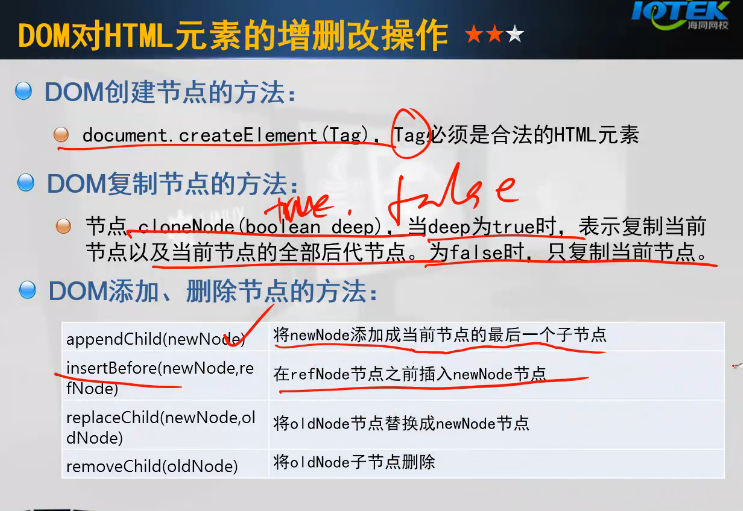 IOTEK
海同网校
DOM对HTML元素的增删改操作
DOM创建节点的方法：
document.createElement(Tag)，Tag必须是合法的HTML元素
DOM复制节点的方法：
true. false
节点.cloneNode(boolean deep)，当deep为true时，表示复制当前
节点以及当前节点的全部后代节点。为false时，只复制当前节点。
DOM添加、删除节点的方法：
appendChild(newNode) 将newNode添加成当前节点的最后一个子节点
insertBefore(newNode,re
fNode) 在refNode节点之前插入newNode节点
replaceChild(newNode,ol
dNode) 将oldNode节点替换成newNode节点
removeChild(oldNode) 将oldNode子节点删除